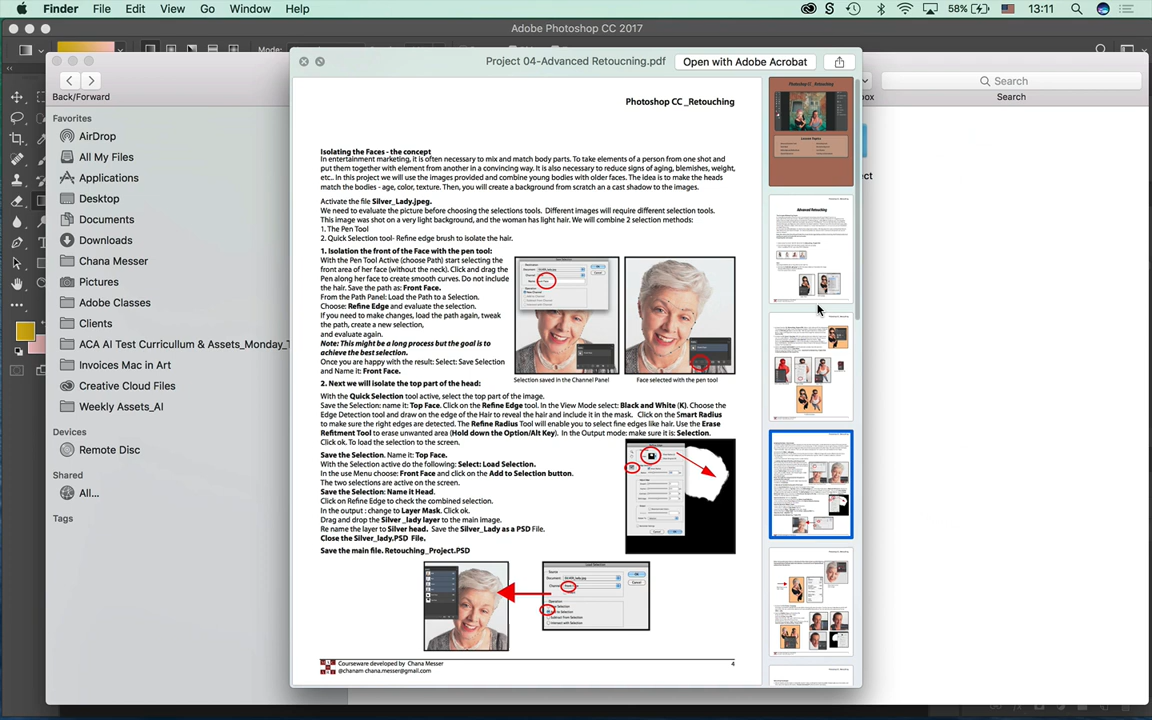 Finder File Edit View Go Window Help
58% 13:11
Adobe Photoshop CC 2017
Mode:
Project 04-Advanced Retoucning.pdf
Open with Adobe Acrobat
Search
Back/Forward
Search
Favorites
AirDrop
All My Files
Applications
Desktop
Documents
Downloads
Chana Messer
Pictures
Adobe Classes
Clients
ACA AI Test Curricullum & Assets_Monday_T
Invoices Mac in Art
Creative Cloud Files
Weekly Assets_AI
Devices
Remote Disc
Shared
All...
Tags
Photoshop CC _Retouching
Isolating the Faces - the concept
In entertainment marketing, it is often necessary to mix and match body parts. To take elements of a person from one shot and
put them together with element from another in a convincing way. It is also necessary to reduce signs of aging, blemishes, weight,
etc.. In this project we will use the images provided and combine young bodies with older faces. The idea is to make the heads
match the bodies - age, color, texture. Then, you will create a background from scratch an a cast shadow to the images.
Activate the file Silver_Lady.jpeg.
We need to evaluate the picture before choosing the selections tools. Different images will require different selection tools.
This image was shot on a very light background, and the woman has light hair. We will combine 2 selection methods:
1. The Pen Tool
2. Quick Selection tool- Refine edge brush to isolate the hair.
1. Isolation the front of the Face with the pen tool:
With the Pen Tool Active (choose Path) start selecting the
front area of her face (without the neck). Click and drag the
Pen along her face to create smooth curves. Do not include
the hair. Save the path as: Front Face.
From the Path Panel: Load the Path to a Selection.
Choose: Refine Edge and evaluate the selection.
If you need to make changes, load the path again, tweak
the path, create a new selection,
and evaluate again.
Note: This might be a long process but the goal is to
achieve the best selection.
Once you are happy with the result: Select: Save Selection
and Name it: Front Face.
Selection saved in the Channel Panel
Face selected with the pen tool
2. Next we will isolate the top part of the head:
With the Quick Selection tool active, select the top part of the image.
Save the Selection: name it: Top Face. Click on the Refine Edge tool. In the View Mode select: Black and White (K). Choose the
Edge Detection tool and draw on the edge of the Hair to reveal the hair and include it in the mask. Click on the Smart Radius
to make sure the right edges are detected. The Refine Radius Tool will enable you to select fine edges like hair. Use the Erase
Refitment Tool to erase unwanted area (Hold down the Option/Alt Key). In the Output mode: make sure it is: Selection.
Click ok. To load the selection to the screen.
Save the Selection. Name it: Top Face.
With the Selection active do the following: Select: Load Selection.
In the use Menu choose: Front Face and click on the Add to Selection button.
The two selections are active on the screen.
Save the Selection: Name it Head.
Click on Refine Edge to check the combined selection.
In the output : change to Layer Mask. Click ok.
Drag and drop the Silver _lady layer to the main image.
Re name the layer to Silver head. Save the Silver_Lady as a PSD File.
Close the Silver_lady.PSD File.
Save the main file. Retouching_Project.PSD
Courseware developed by Chana Messer
@chanam chana.messer@gmail.com
4